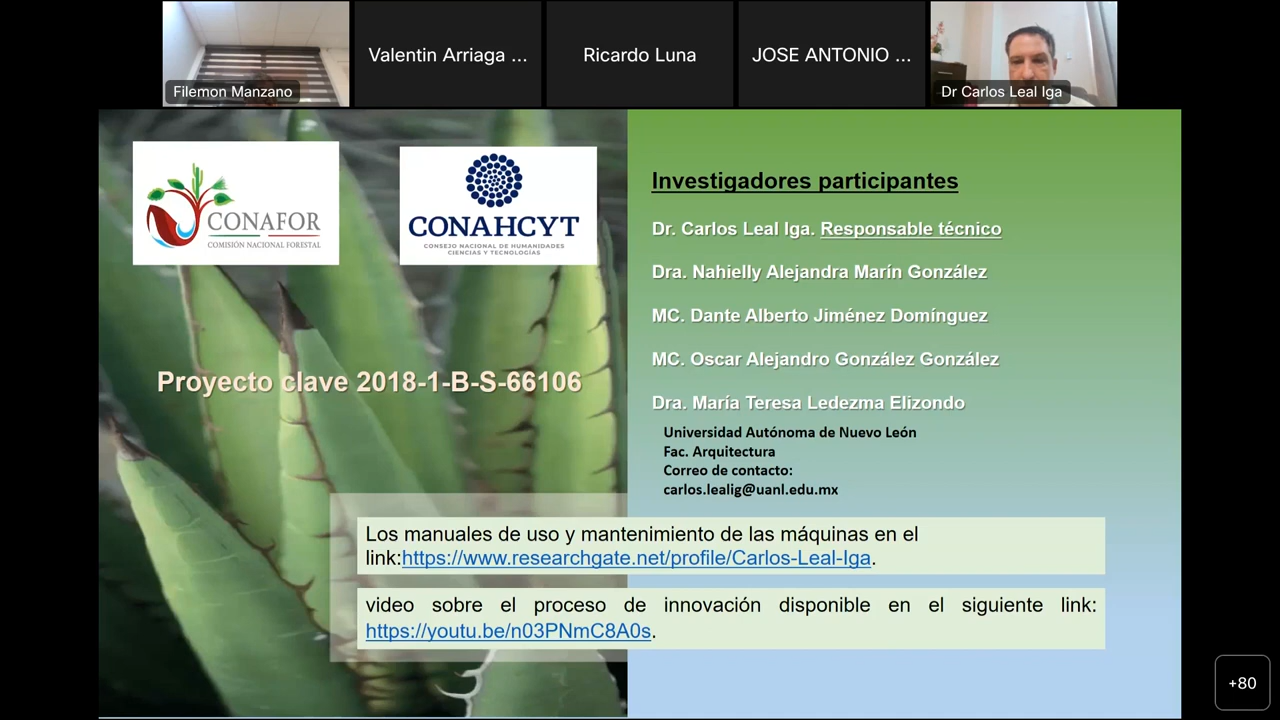 Filemon Manzano
Valentin Arriaga ...
Ricardo Luna
JOSE ANTONIO ...
Dr Carlos Leal Iga
CONAFOR
COMISIÓN NACIONAL FORESTAL
CONAHCYT
CONSEJO NACIONAL DE HUMANIDADES
CIENCIAS Y TECNOLOGÍAS
Proyecto clave 2018-1-B-S-66106
Investigadores participantes
Dr. Carlos Leal Iga. Responsable técnico
Dra. Nahielly Alejandra Marín González
MC. Dante Alberto Jiménez Domínguez
MC. Oscar Alejandro González González
Dra. María Teresa Ledezma Elizondo
Universidad Autónoma de Nuevo León
Fac. Arquitectura
Correo de contacto:
carlos.lealig@uanl.edu.mx
Los manuales de uso y mantenimiento de las máquinas en el
link:https://www.researchgate.net/profile/Carlos-Leal-Iga.
video sobre el proceso de innovación disponible en el siguiente link:
https://youtu.be/n03PNmC8A0s.
+80